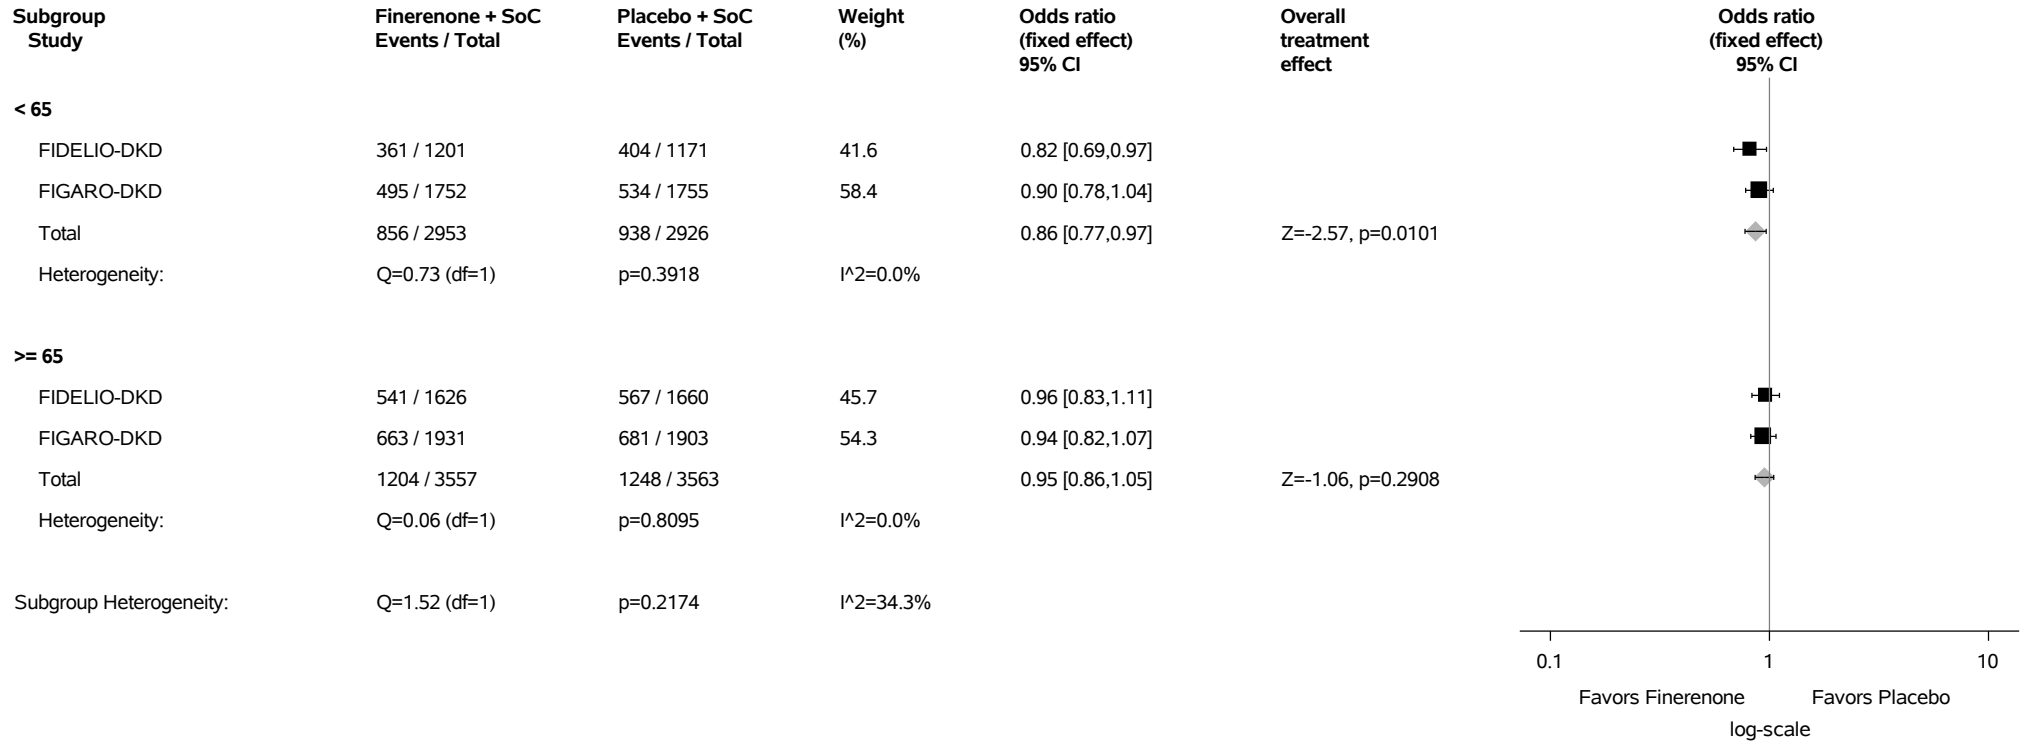 Subgroup Finerenone + SoC Placebo + SoC Weight Odds ratio Overall Odds ratio
Study Events / Total Events / Total (%) (fixed effect) treatment (fixed effect)
95% CI effect 95% CI
< 65
FIDELIO-DKD 361 / 1201 404 / 1171 41.6 0.82 [0.69,0.97]
FIGARO-DKD 495 / 1752 534 / 1755 58.4 0.90 [0.78,1.04]
Total 856 / 2953 938 / 2926 0.86 [0.77,0.97] Z=-2.57, p=0.0101
Heterogeneity: Q=0.73 (df=1) p=0.3918 I^2=0.0%
>= 65
FIDELIO-DKD 541 / 1626 567 / 1660 45.7 0.96 [0.83,1.11]
FIGARO-DKD 663 / 1931 681 / 1903 54.3 0.94 [0.82,1.07]
Total 1204 / 3557 1248 / 3563 0.95 [0.86,1.05] Z=-1.06, p=0.2908
Heterogeneity: Q=0.06 (df=1) p=0.8095 I^2=0.0%
Subgroup Heterogeneity: Q=1.52 (df=1) p=0.2174 I^2=34.3%
0.1 1 10
Favors Finerenone Favors Placebo
log-scale